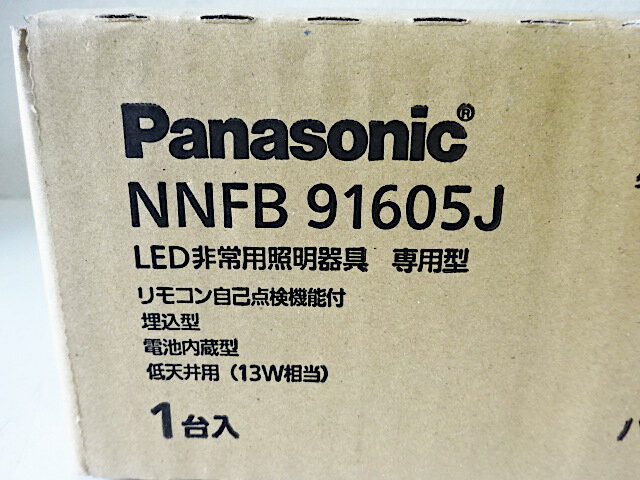 Panasonic®
NNFB 91605J
LED非常用照明器具 専用型
リモコン自己点検機能付
埋込型
電池内蔵型
低天井用（13W相当）
1台入